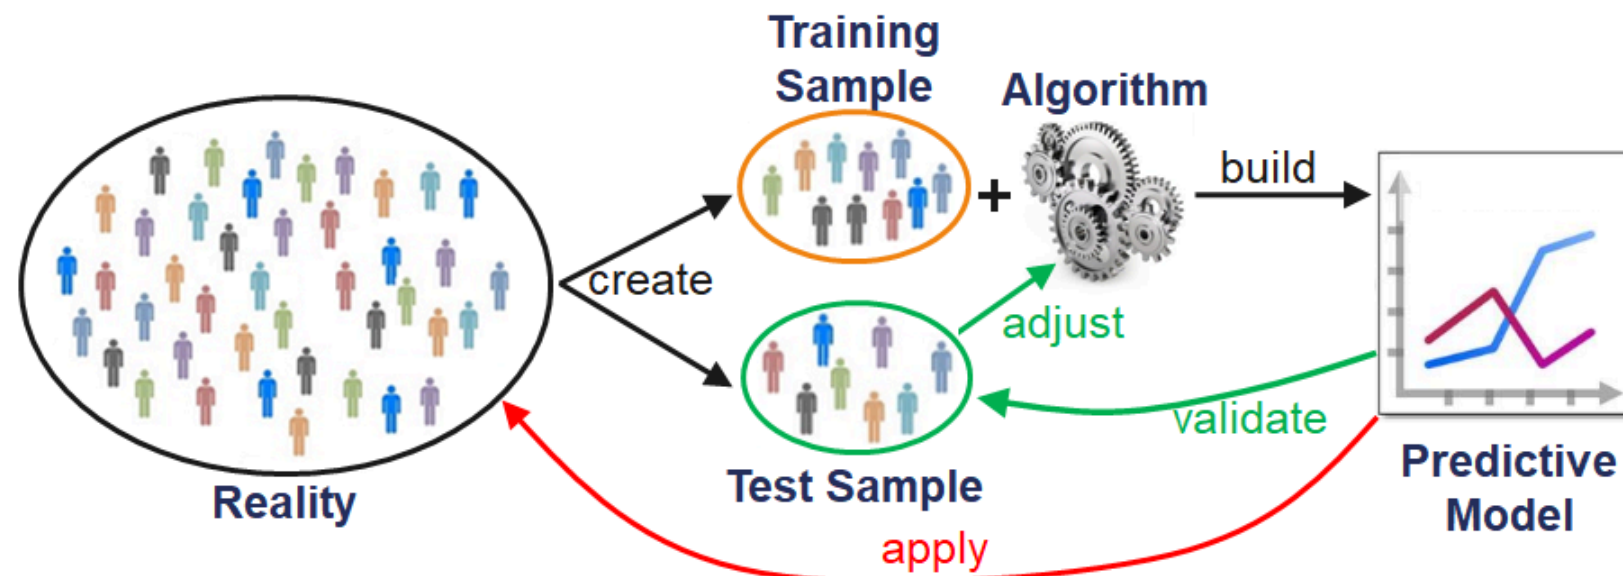 Training
Sample
Algorithm
build
create
adjust
validate
Reality
Test Sample
Predictive
Model
apply
+